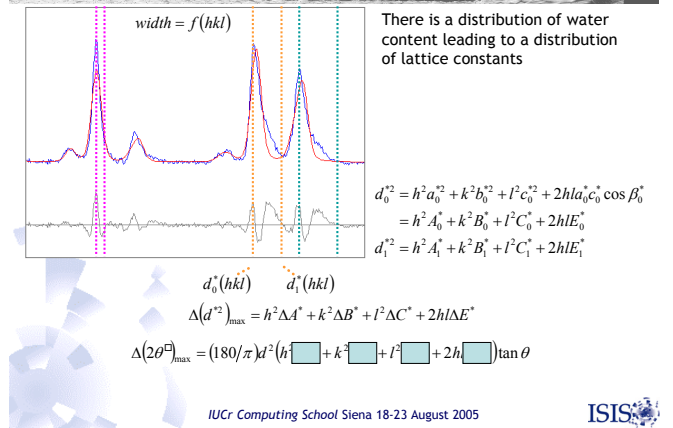 width = f(hkl)
There is a distribution of water
content leading to a distribution
of lattice constants
d₀*² = h²a₀*² + k²b₀*² + l²c₀*² + 2hla₀*c₀* cos β₀*
= h²A₀* + k²B₀* + l²C₀* + 2hlE₀*
d₁*² = h²A₁* + k²B₁* + l²C₁* + 2hlE₁*
d₀*(hkl) d₁*(hkl)
Δ(d*²)max = h²ΔA* + k²ΔB* + l²ΔC* + 2hlΔE*
Δ(2θ□)max = (180/π)d²(h² + k² + l² + 2h )tan θ
IUCr Computing School Siena 18-23 August 2005
ISIS